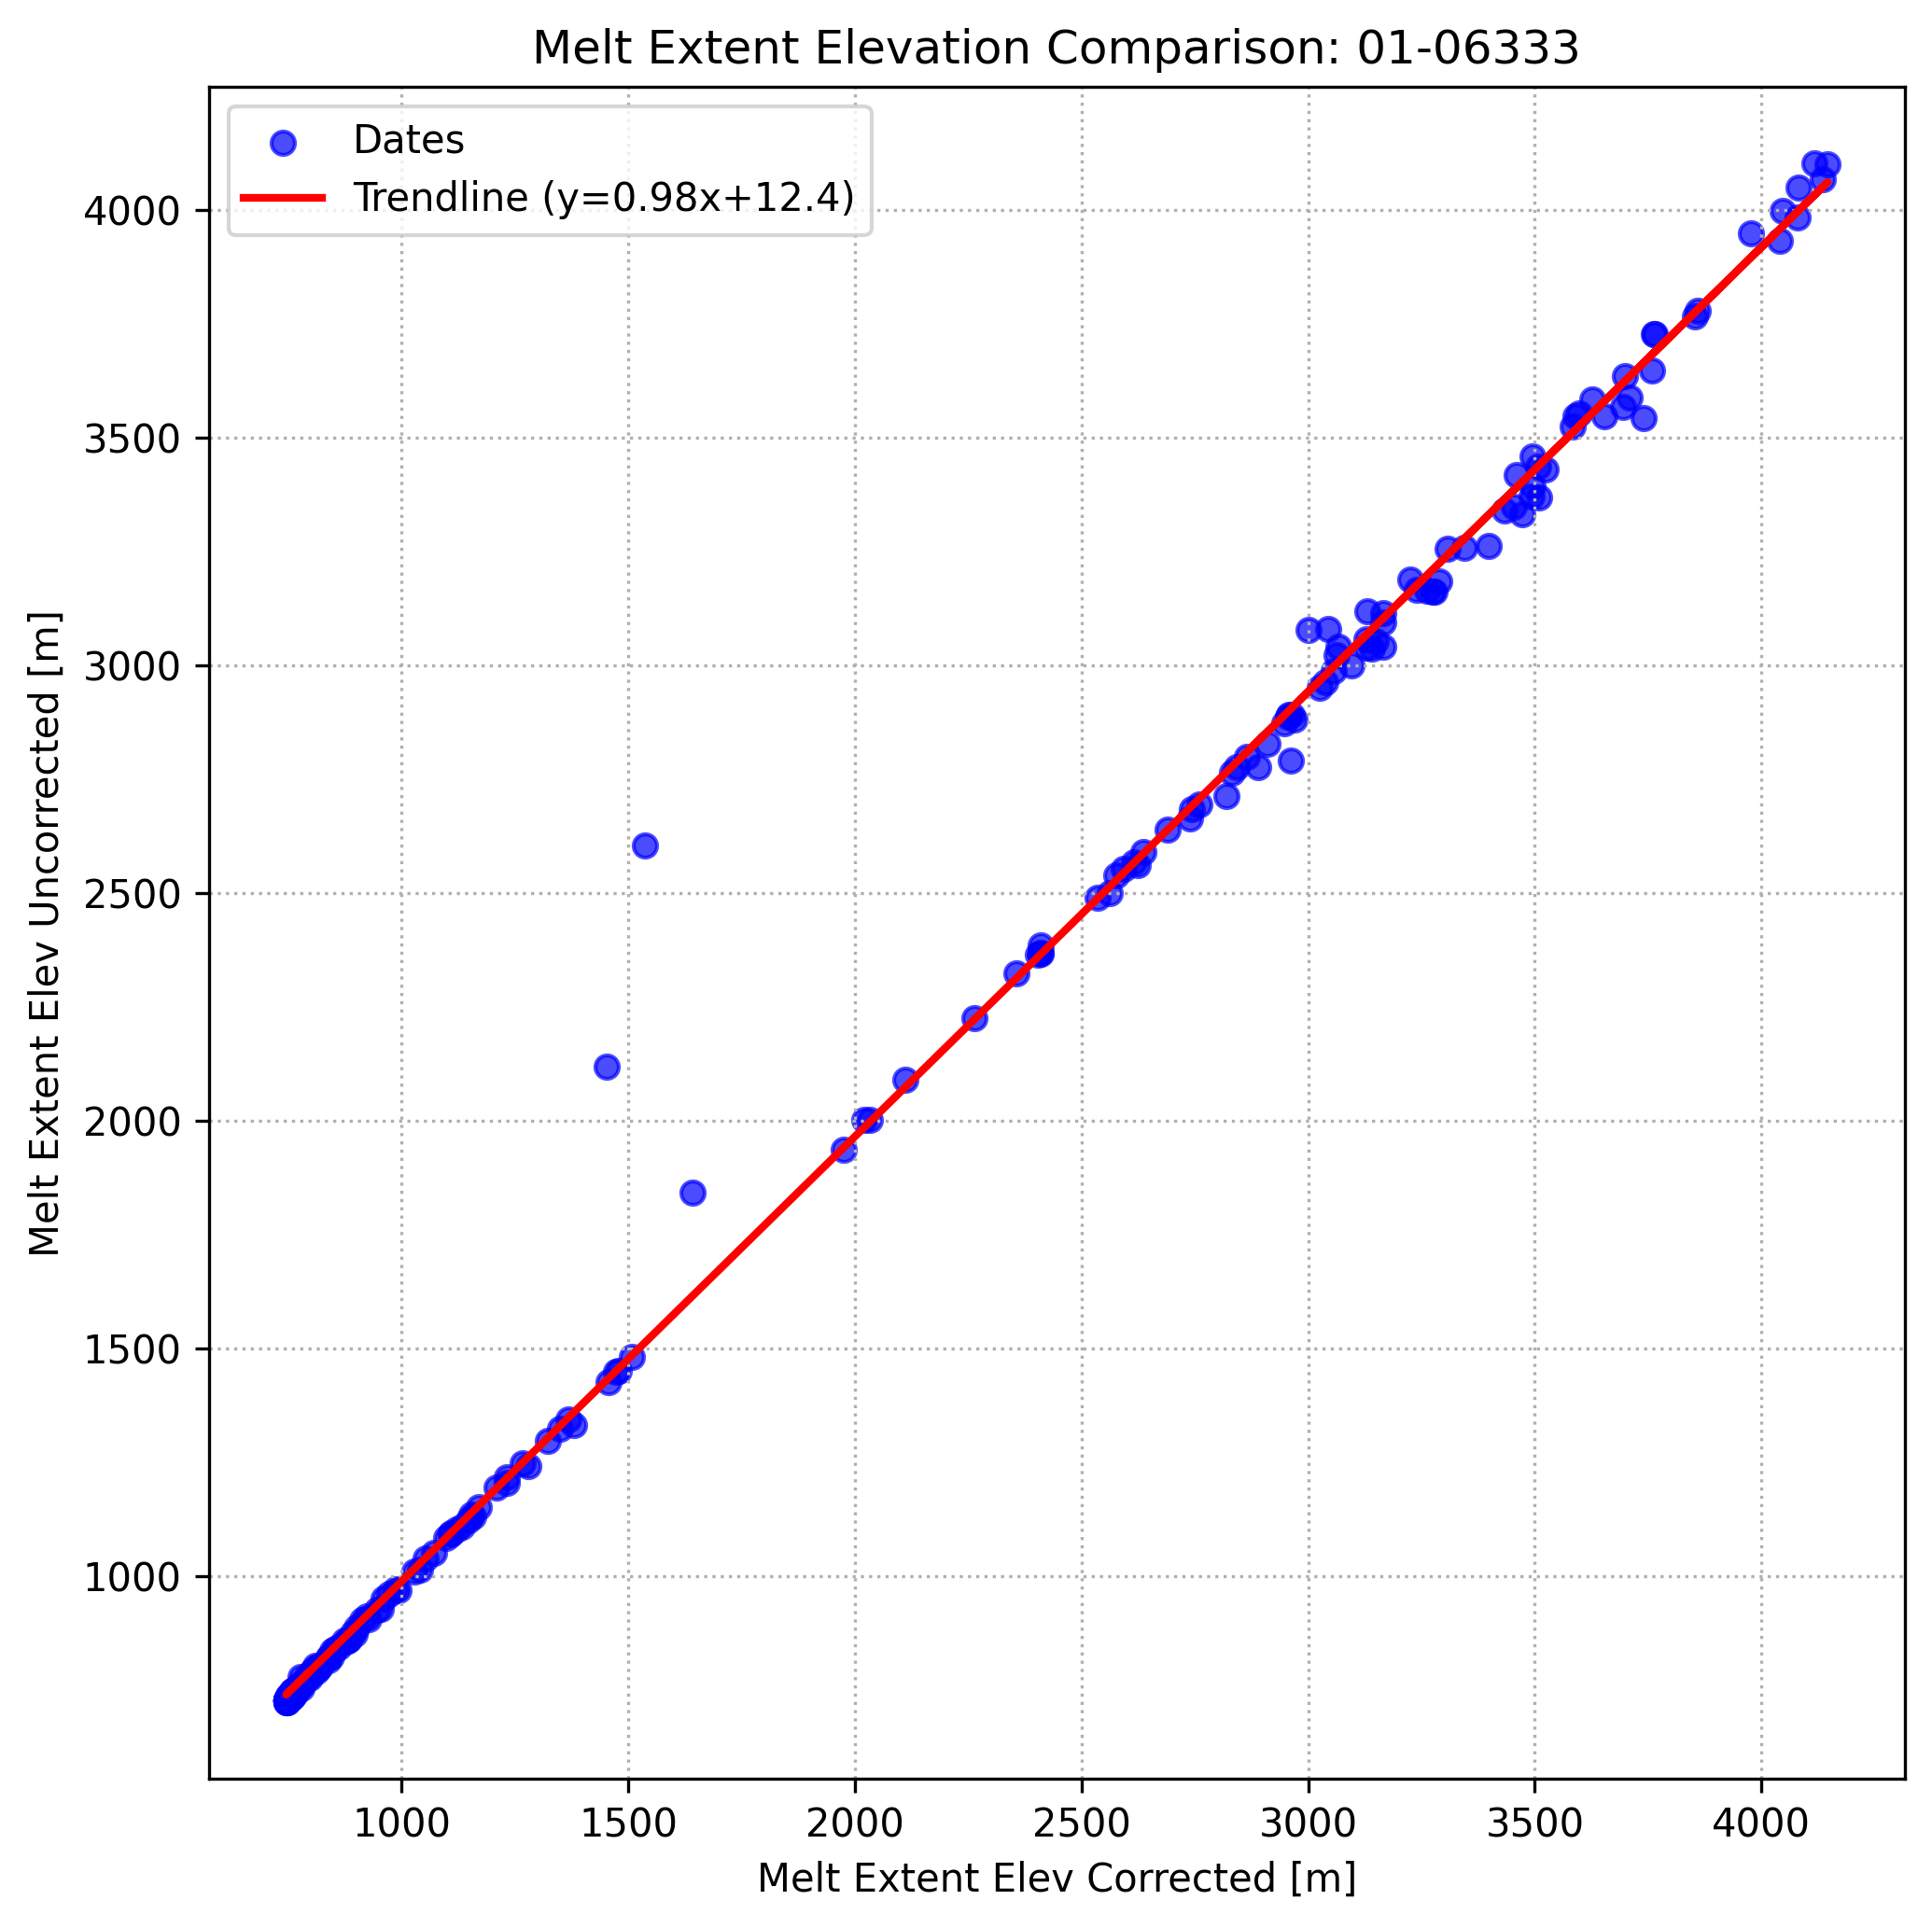 Melt Extent Elevation Comparison: 01-06333
Dates
Trendline (y=0.98x+12.4)
4000
3500
3000
2500
2000
1500
1000
Melt Extent Elev Uncorrected [m]
1000 1500 2000 2500 3000 3500 4000
Melt Extent Elev Corrected [m]